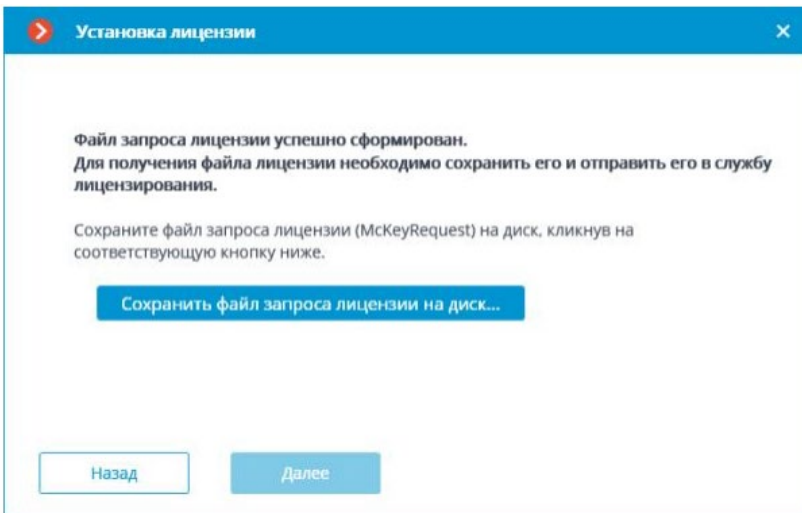 Установка лицензии
Файл запроса лицензии успешно сформирован.
Для получения файла лицензии необходимо сохранить его и отправить его в службу
лицензирования.
Сохраните файл запроса лицензии (McKeyRequest) на диск, кликнув на
соответствующую кнопку ниже.
Сохранить файл запроса лицензии на диск...
Назад
Далее